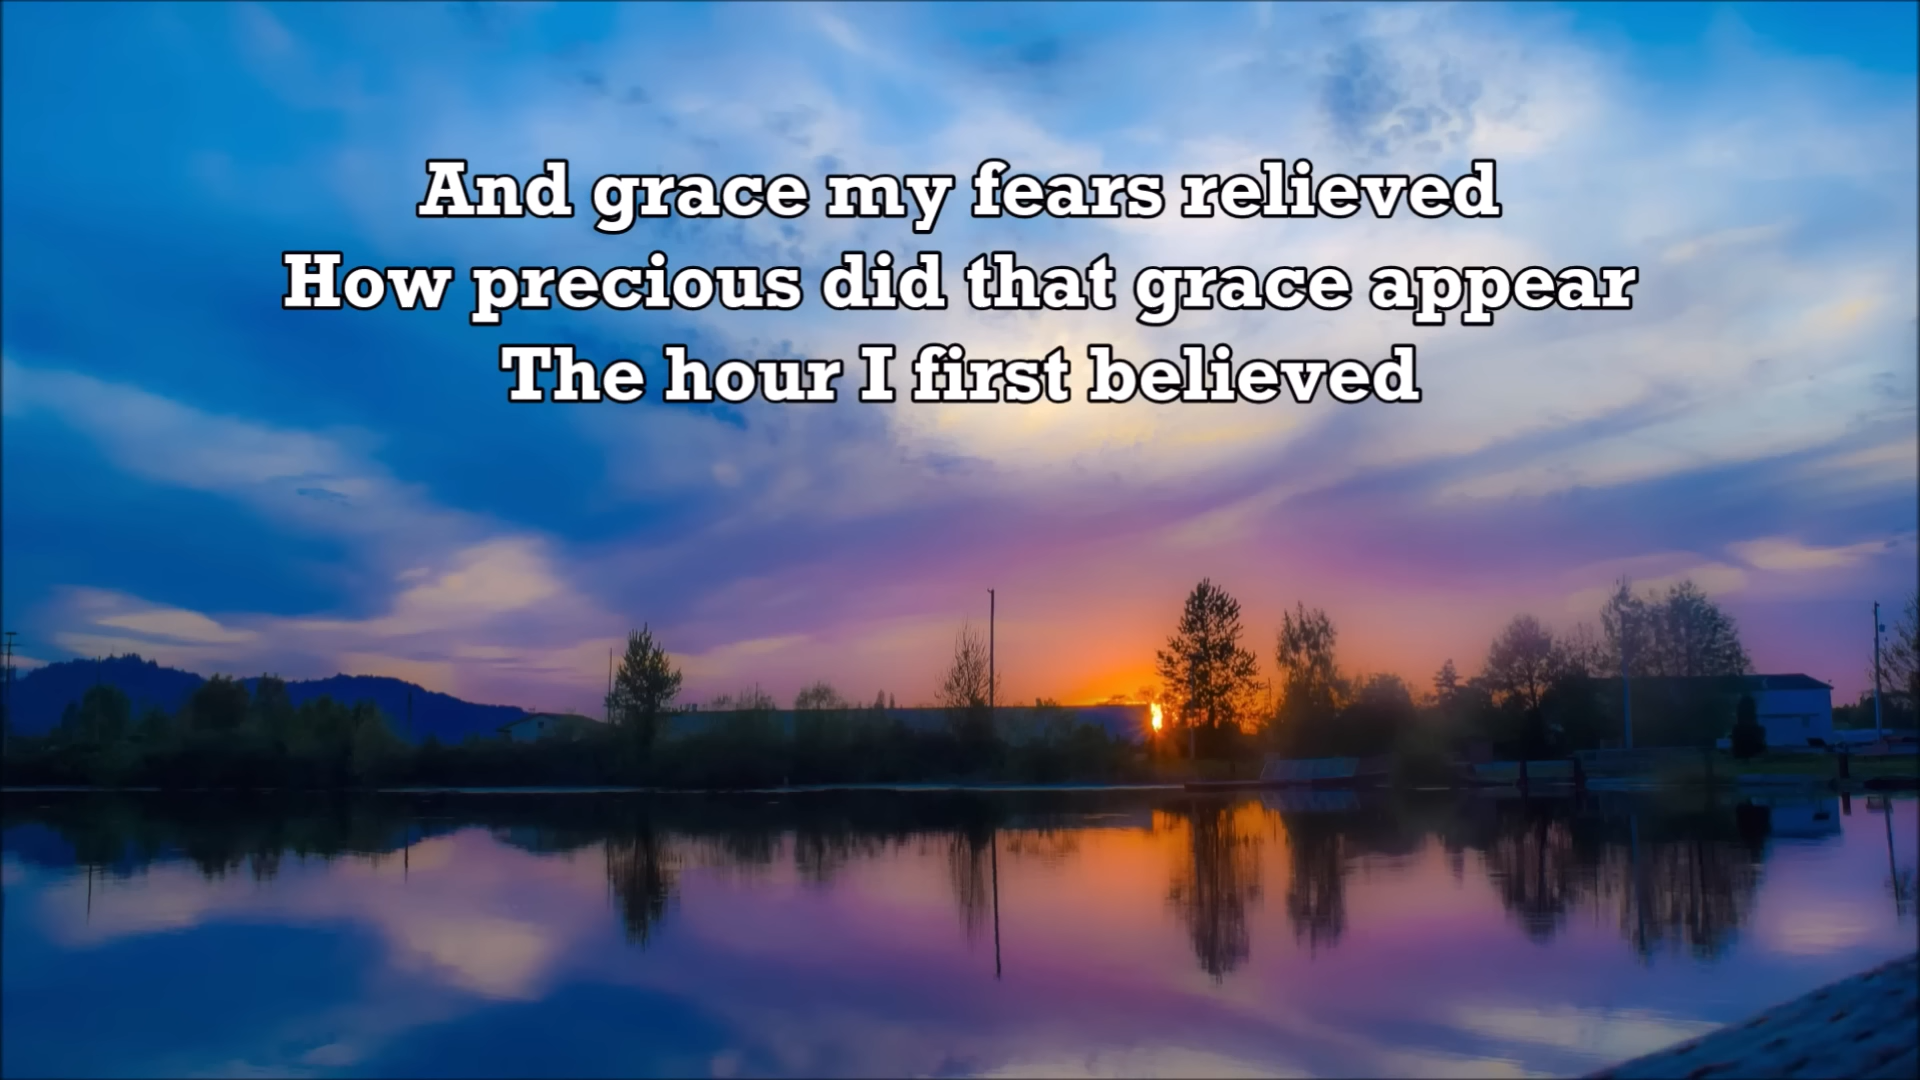 And grace my fears relieved
How precious did that grace appear
The hour I first believed